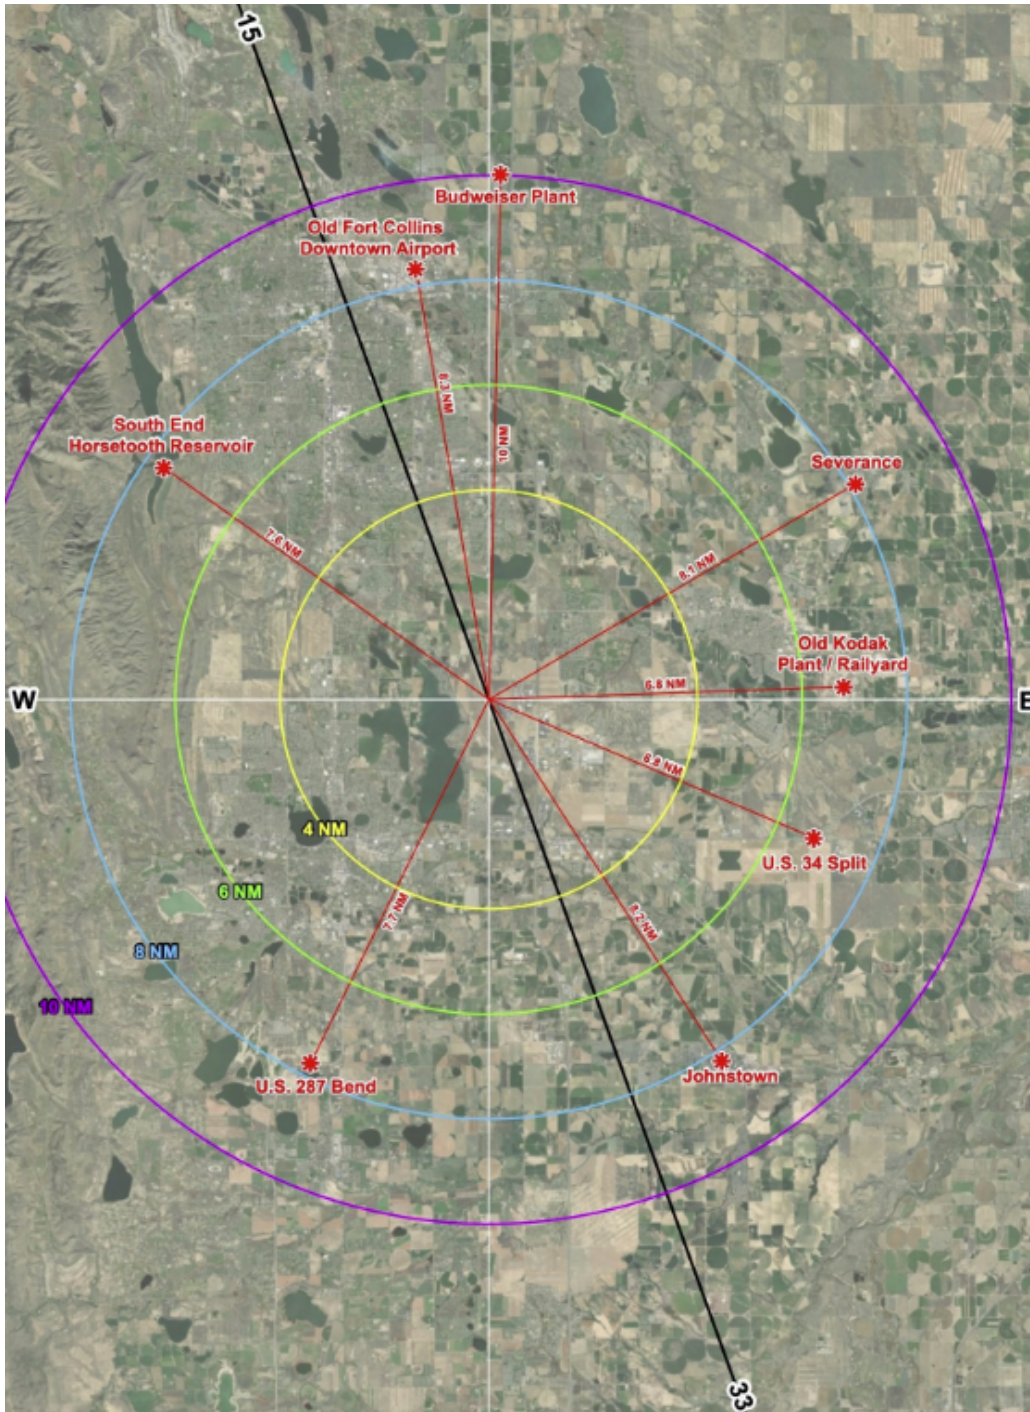 15
Budweiser Plant
Old Fort Collins
Downtown Airport
8.3 NM
10 NM
South End
Horsetooth Reservoir
7.6 NM
Severance
8.1 NM
Old Kodak
Plant / Railyard
6.8 NM
W
E
6.8 NM
U.S. 34 Split
4 NM
6 NM
8 NM
10 NM
7.7 NM
8.2 NM
U.S. 287 Bend
Johnstown
33